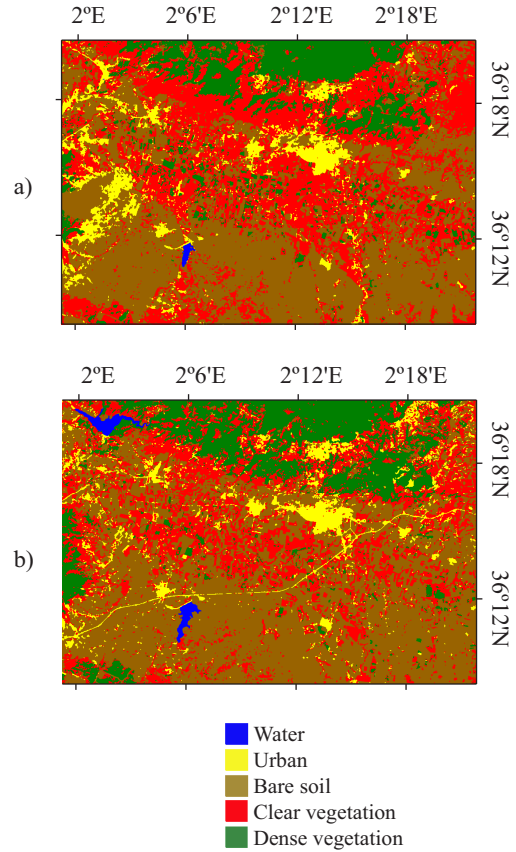 2ºE 2º6'E 2º12'E 2º18'E
36º18'N
a)
36º12'N
2ºE 2º6'E 2º12'E 2º18'E
36º18'N
b)
36º12'N
Water
Urban
Bare soil
Clear vegetation
Dense vegetation